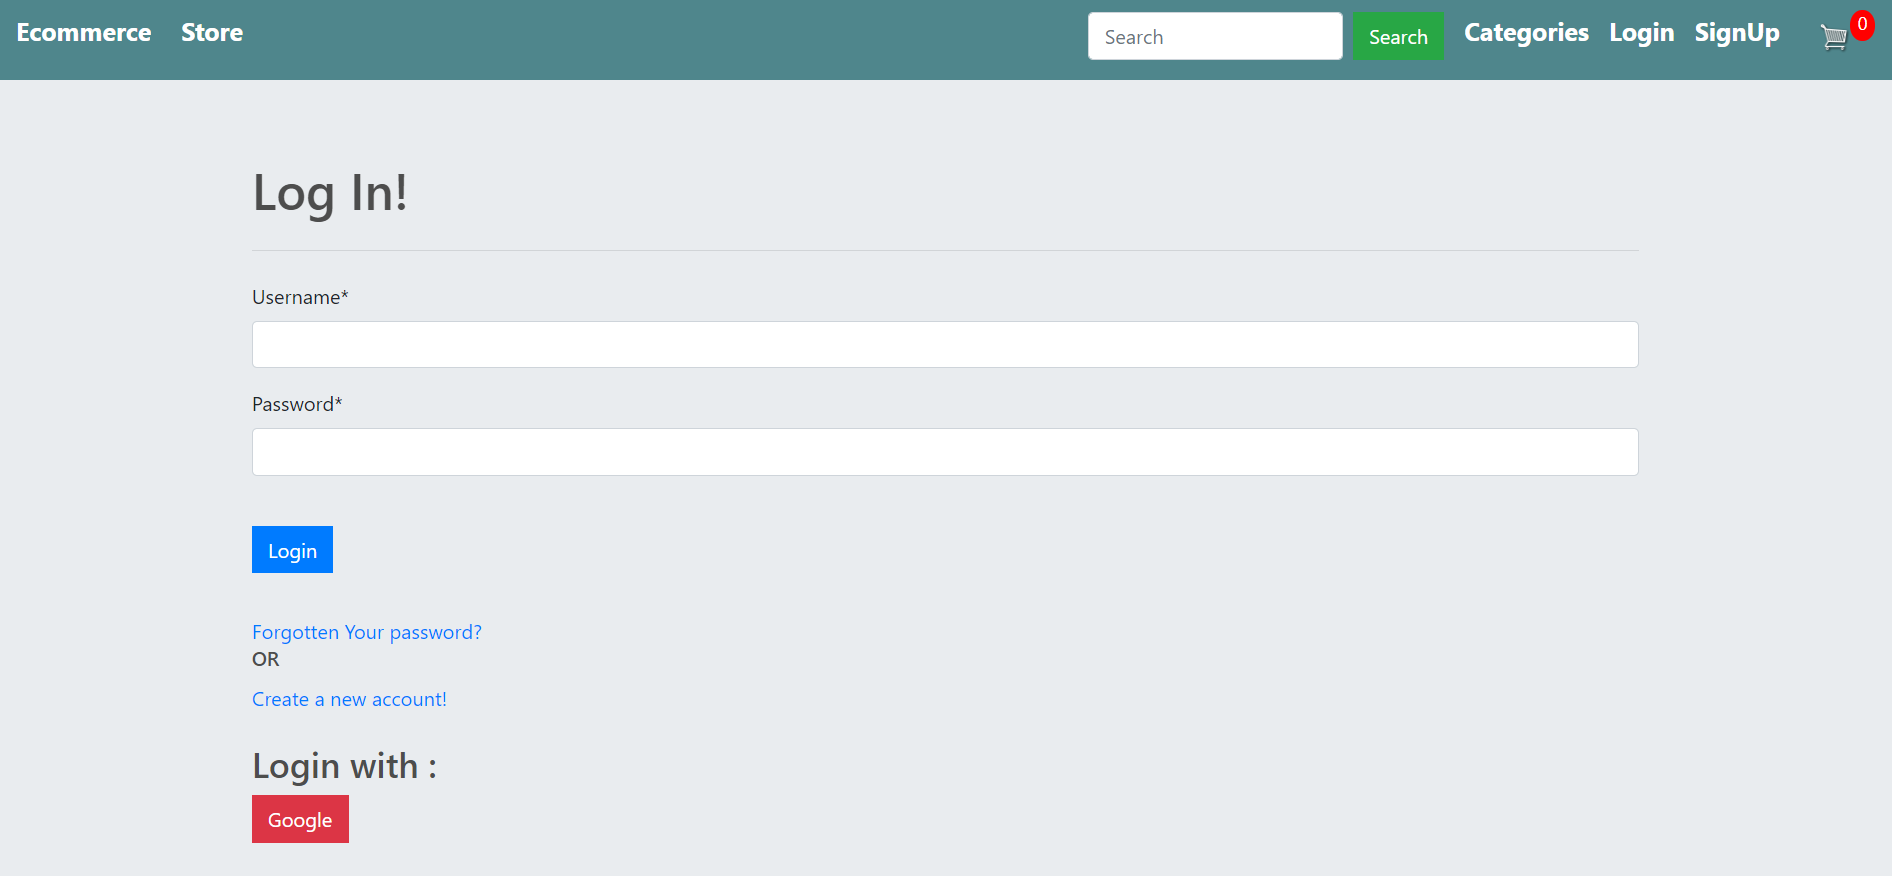 Ecommerce Store Search Search Categories Login SignUp 0
Log In!
Username*
Password*
Login
Forgotten Your password?
OR
Create a new account!
Login with :
Google